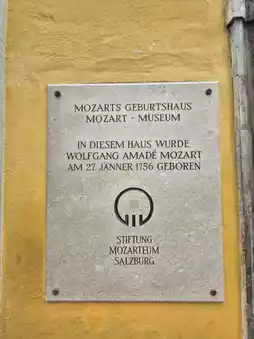 MOZARTS GEBURTSHAUS
MOZART - MUSEUM
IN DIESEM HAUS WURDE
WOLFGANG AMADÉ MOZART
AM 27. JÄNNER 1756 GEBOREN
STIFTUNG
MOZARTEUM
SALZBURG